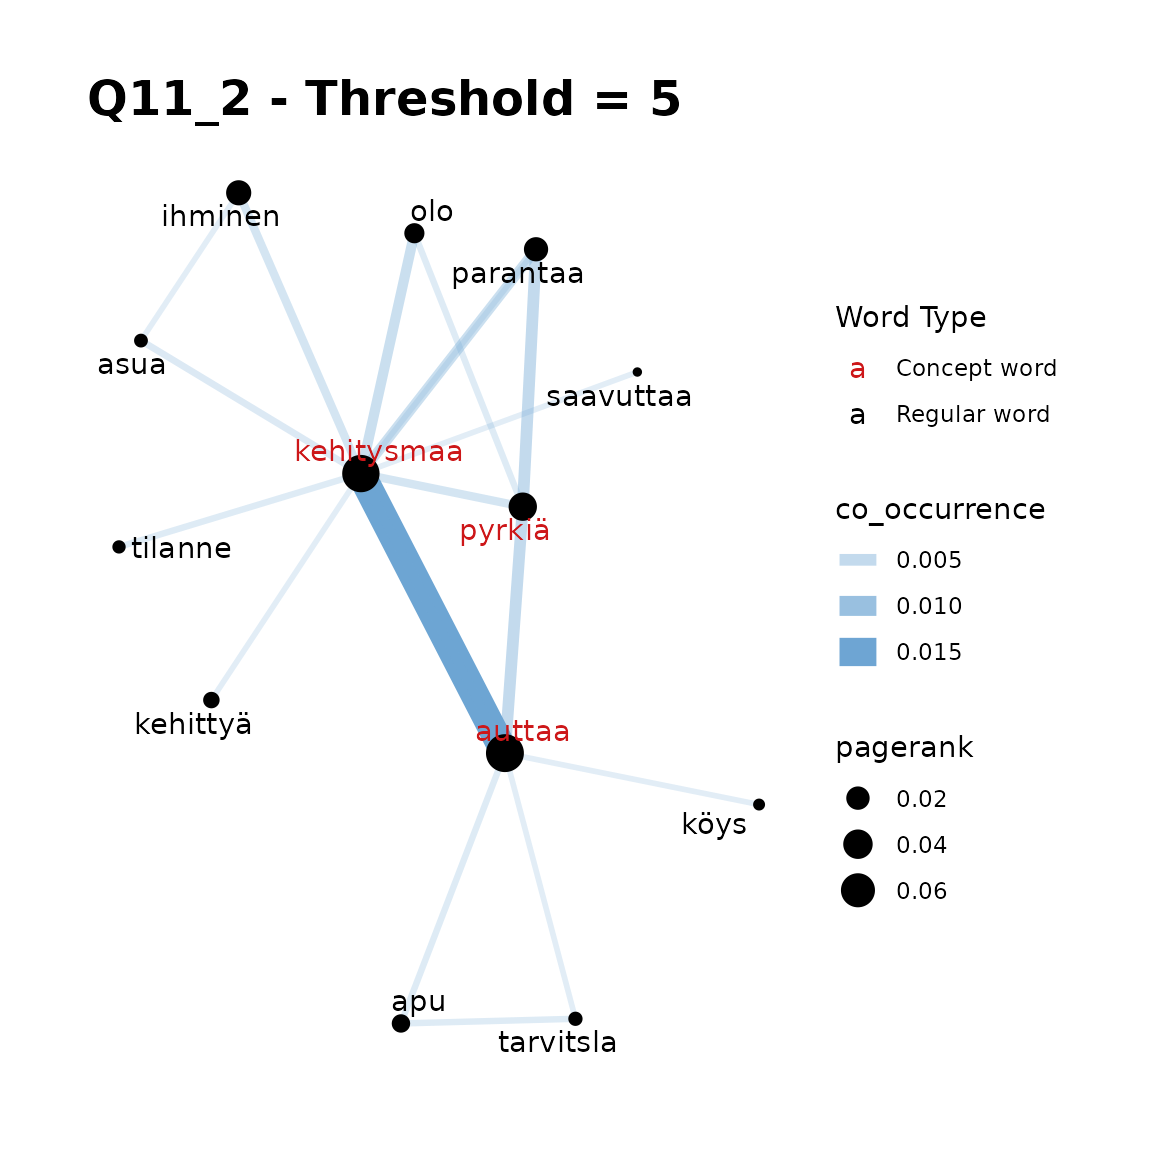 Q11_2 - Threshold = 5
ihminen
olo
parantaa
asua
saavuttaa
kehitysmaa
pyrkiä
tilanne
kehittyä
auttaa
köys
apu
tarvitsla
Word Type
a Concept word
a Regular word
co_occurrence
0.005
0.010
0.015
pagerank
0.02
0.04
0.06